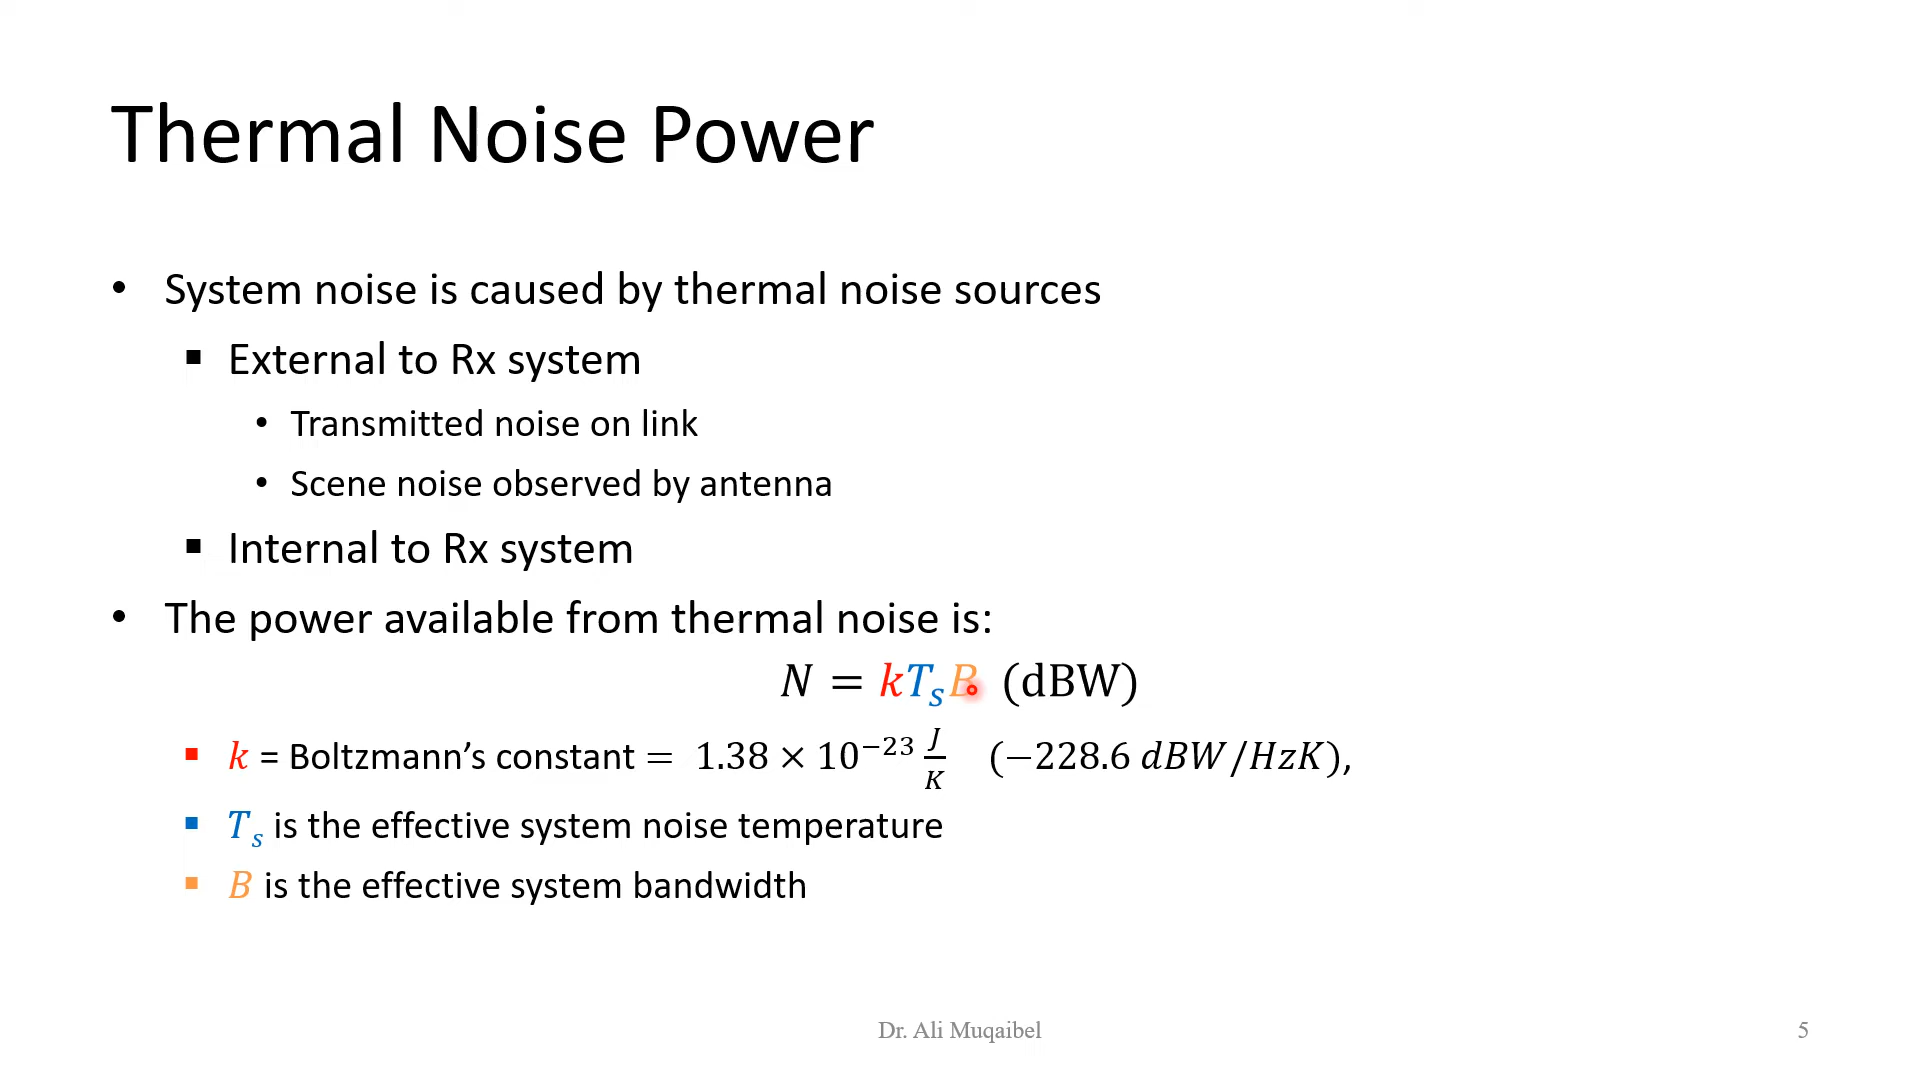 Thermal Noise Power
• System noise is caused by thermal noise sources
▪ External to Rx system
• Transmitted noise on link
• Scene noise observed by antenna
▪ Internal to Rx system
• The power available from thermal noise is:
N = kTₛB (dBW)
▪ k = Boltzmann’s constant = 1.38 × 10⁻²³ J/K (−228.6 dBW/HzK),
▪ Tₛ is the effective system noise temperature
▪ B is the effective system bandwidth
Dr. Ali Muqaibel
5